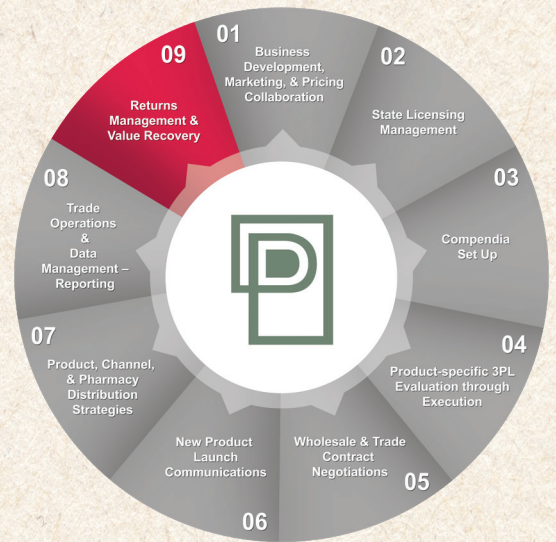 01
Business
Development,
Marketing, & Pricing
Collaboration
02
State Licensing
Management
03
Compendia
Set Up
04
Product-specific 3PL
Evaluation through
Execution
Wholesale & Trade
Contract
Negotiations
05
New Product
Launch
Communications
06
07
Product, Channel,
& Pharmacy
Distribution
Strategies
08
Trade
Operations
&
Data
Management –
Reporting
09
Returns
Management &
Value Recovery